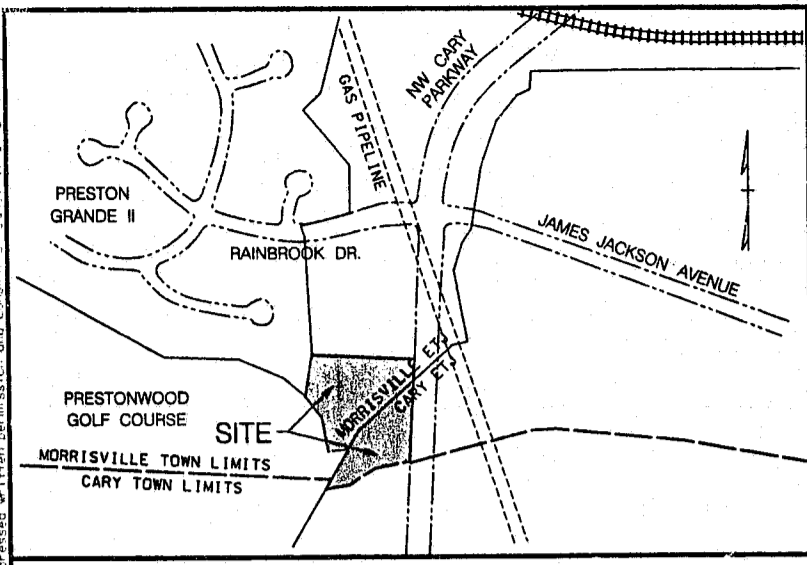 NW CARY
PARKWAY
GAS PIPELINE
PRESTON
GRANDE II
RAINBROOK DR.
JAMES JACKSON AVENUE
MORRISVILLE ETJ
CARY ETJ
PRESTONWOOD
GOLF COURSE
SITE
MORRISVILLE TOWN LIMITS
CARY TOWN LIMITS